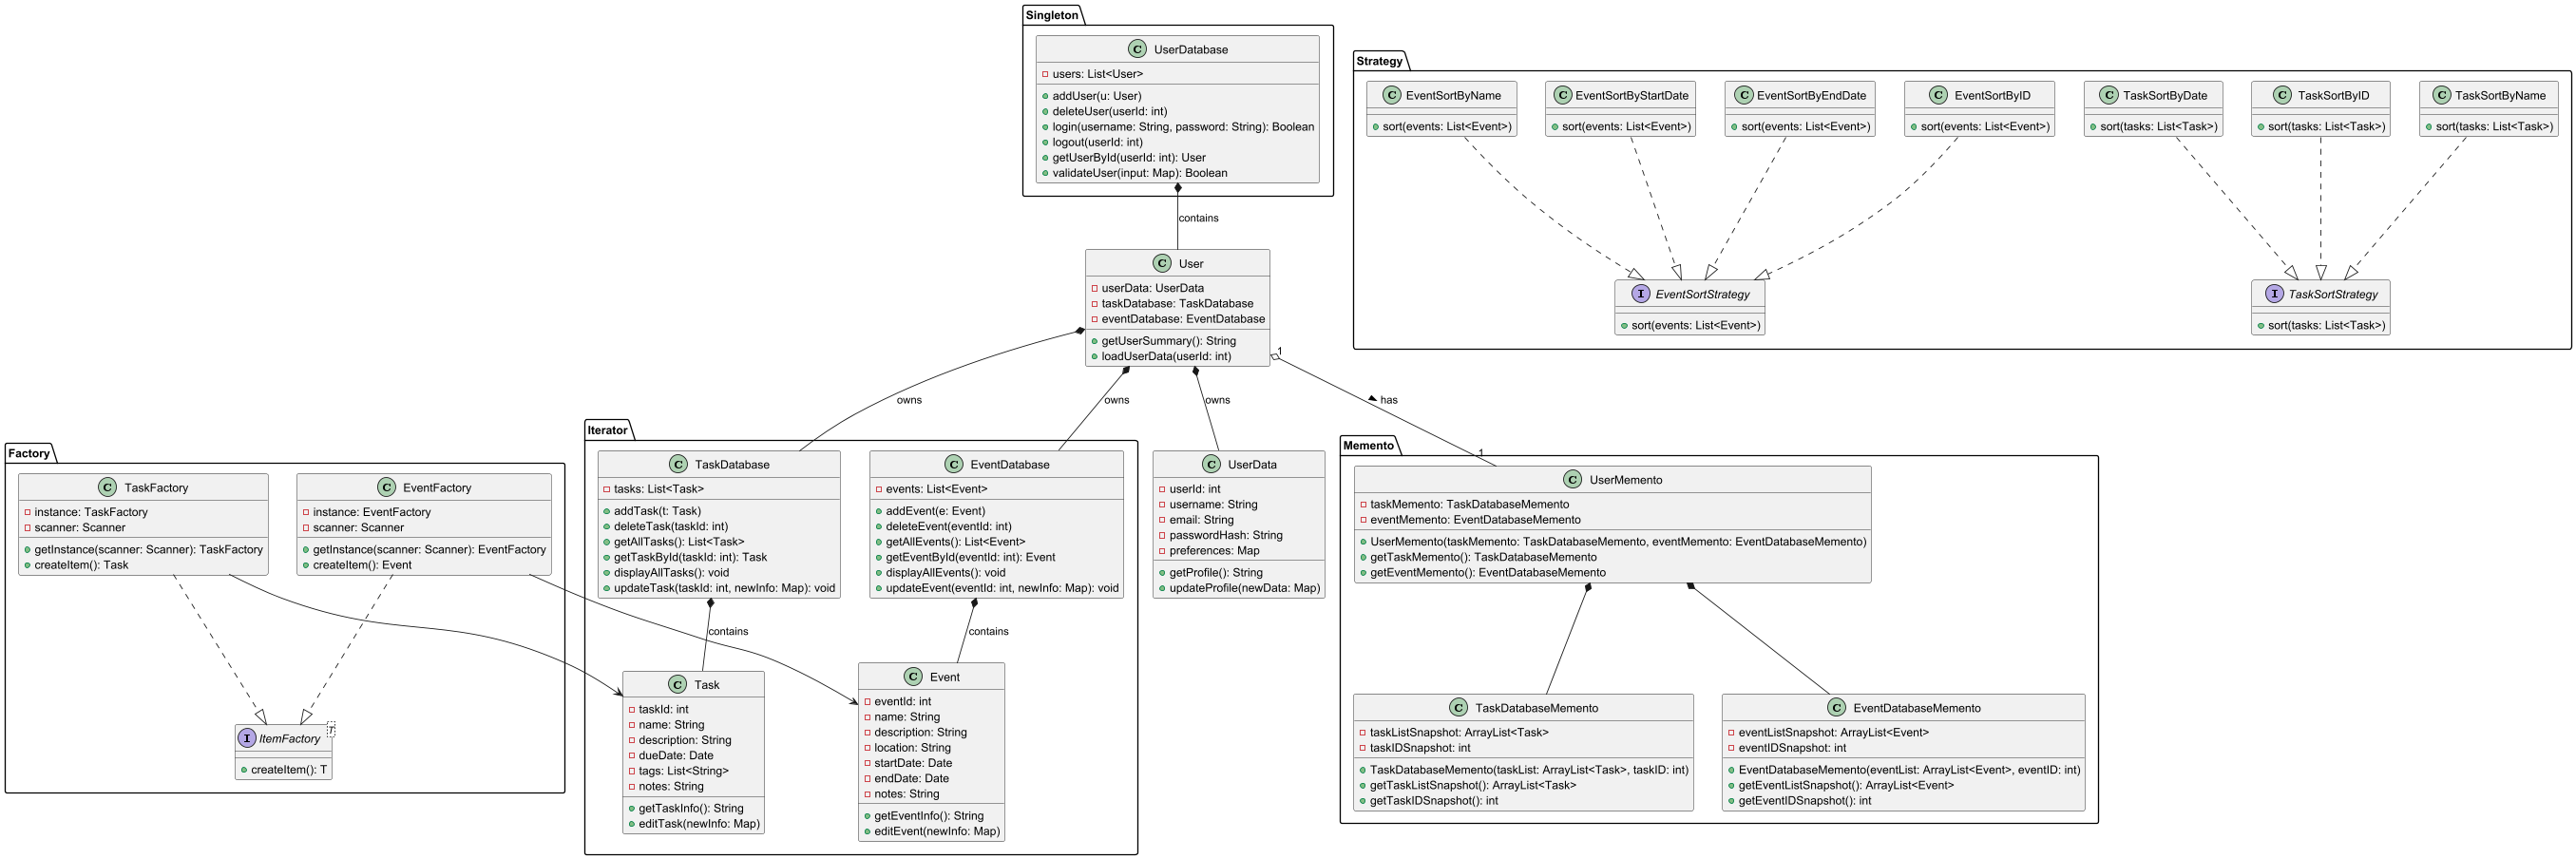 Singleton
C UserDatabase
users: List<User>
addUser(u: User)
deleteUser(userId: int)
login(username: String, password: String): Boolean
logout(userId: int)
getUserById(userId: int): User
validateUser(input: Map): Boolean
contains
Strategy
C EventSortByName
sort(events: List<Event>)
C EventSortByStartDate
sort(events: List<Event>)
C EventSortByEndDate
sort(events: List<Event>)
C EventSortByID
sort(events: List<Event>)
C TaskSortByDate
sort(tasks: List<Task>)
C TaskSortByID
sort(tasks: List<Task>)
C TaskSortByName
sort(tasks: List<Task>)
I EventSortStrategy
sort(events: List<Event>)
I TaskSortStrategy
sort(tasks: List<Task>)
C User
userData: UserData
taskDatabase: TaskDatabase
eventDatabase: EventDatabase
getUserSummary(): String
loadUserData(userId: int)
owns
owns
owns
1
has
1
Factory
C TaskFactory
instance: TaskFactory
scanner: Scanner
getInstance(scanner: Scanner): TaskFactory
createItem(): Task
C EventFactory
instance: EventFactory
scanner: Scanner
getInstance(scanner: Scanner): EventFactory
createItem(): Event
I ItemFactory T
createItem(): T
Iterator
C TaskDatabase
tasks: List<Task>
addTask(t: Task)
deleteTask(taskId: int)
getAllTasks(): List<Task>
getTaskById(taskId: int): Task
displayAllTasks(): void
updateTask(taskId: int, newInfo: Map): void
C EventDatabase
events: List<Event>
addEvent(e: Event)
deleteEvent(eventId: int)
getAllEvents(): List<Event>
getEventById(eventId: int): Event
displayAllEvents(): void
updateEvent(eventId: int, newInfo: Map): void
contains
contains
C Task
taskId: int
name: String
description: String
dueDate: Date
tags: List<String>
notes: String
getTaskInfo(): String
editTask(newInfo: Map)
C Event
eventId: int
name: String
description: String
location: String
startDate: Date
endDate: Date
notes: String
getEventInfo(): String
editEvent(newInfo: Map)
C UserData
userId: int
username: String
email: String
passwordHash: String
preferences: Map
getProfile(): String
updateProfile(newData: Map)
Memento
C UserMemento
taskMemento: TaskDatabaseMemento
eventMemento: EventDatabaseMemento
UserMemento(taskMemento: TaskDatabaseMemento, eventMemento: EventDatabaseMemento)
getTaskMemento(): TaskDatabaseMemento
getEventMemento(): EventDatabaseMemento
C TaskDatabaseMemento
taskListSnapshot: ArrayList<Task>
taskIDSnapshot: int
TaskDatabaseMemento(taskList: ArrayList<Task>, taskID: int)
getTaskListSnapshot(): ArrayList<Task>
getTaskIDSnapshot(): int
C EventDatabaseMemento
eventListSnapshot: ArrayList<Event>
eventIDSnapshot: int
EventDatabaseMemento(eventList: ArrayList<Event>, eventID: int)
getEventListSnapshot(): ArrayList<Event>
getEventIDSnapshot(): int